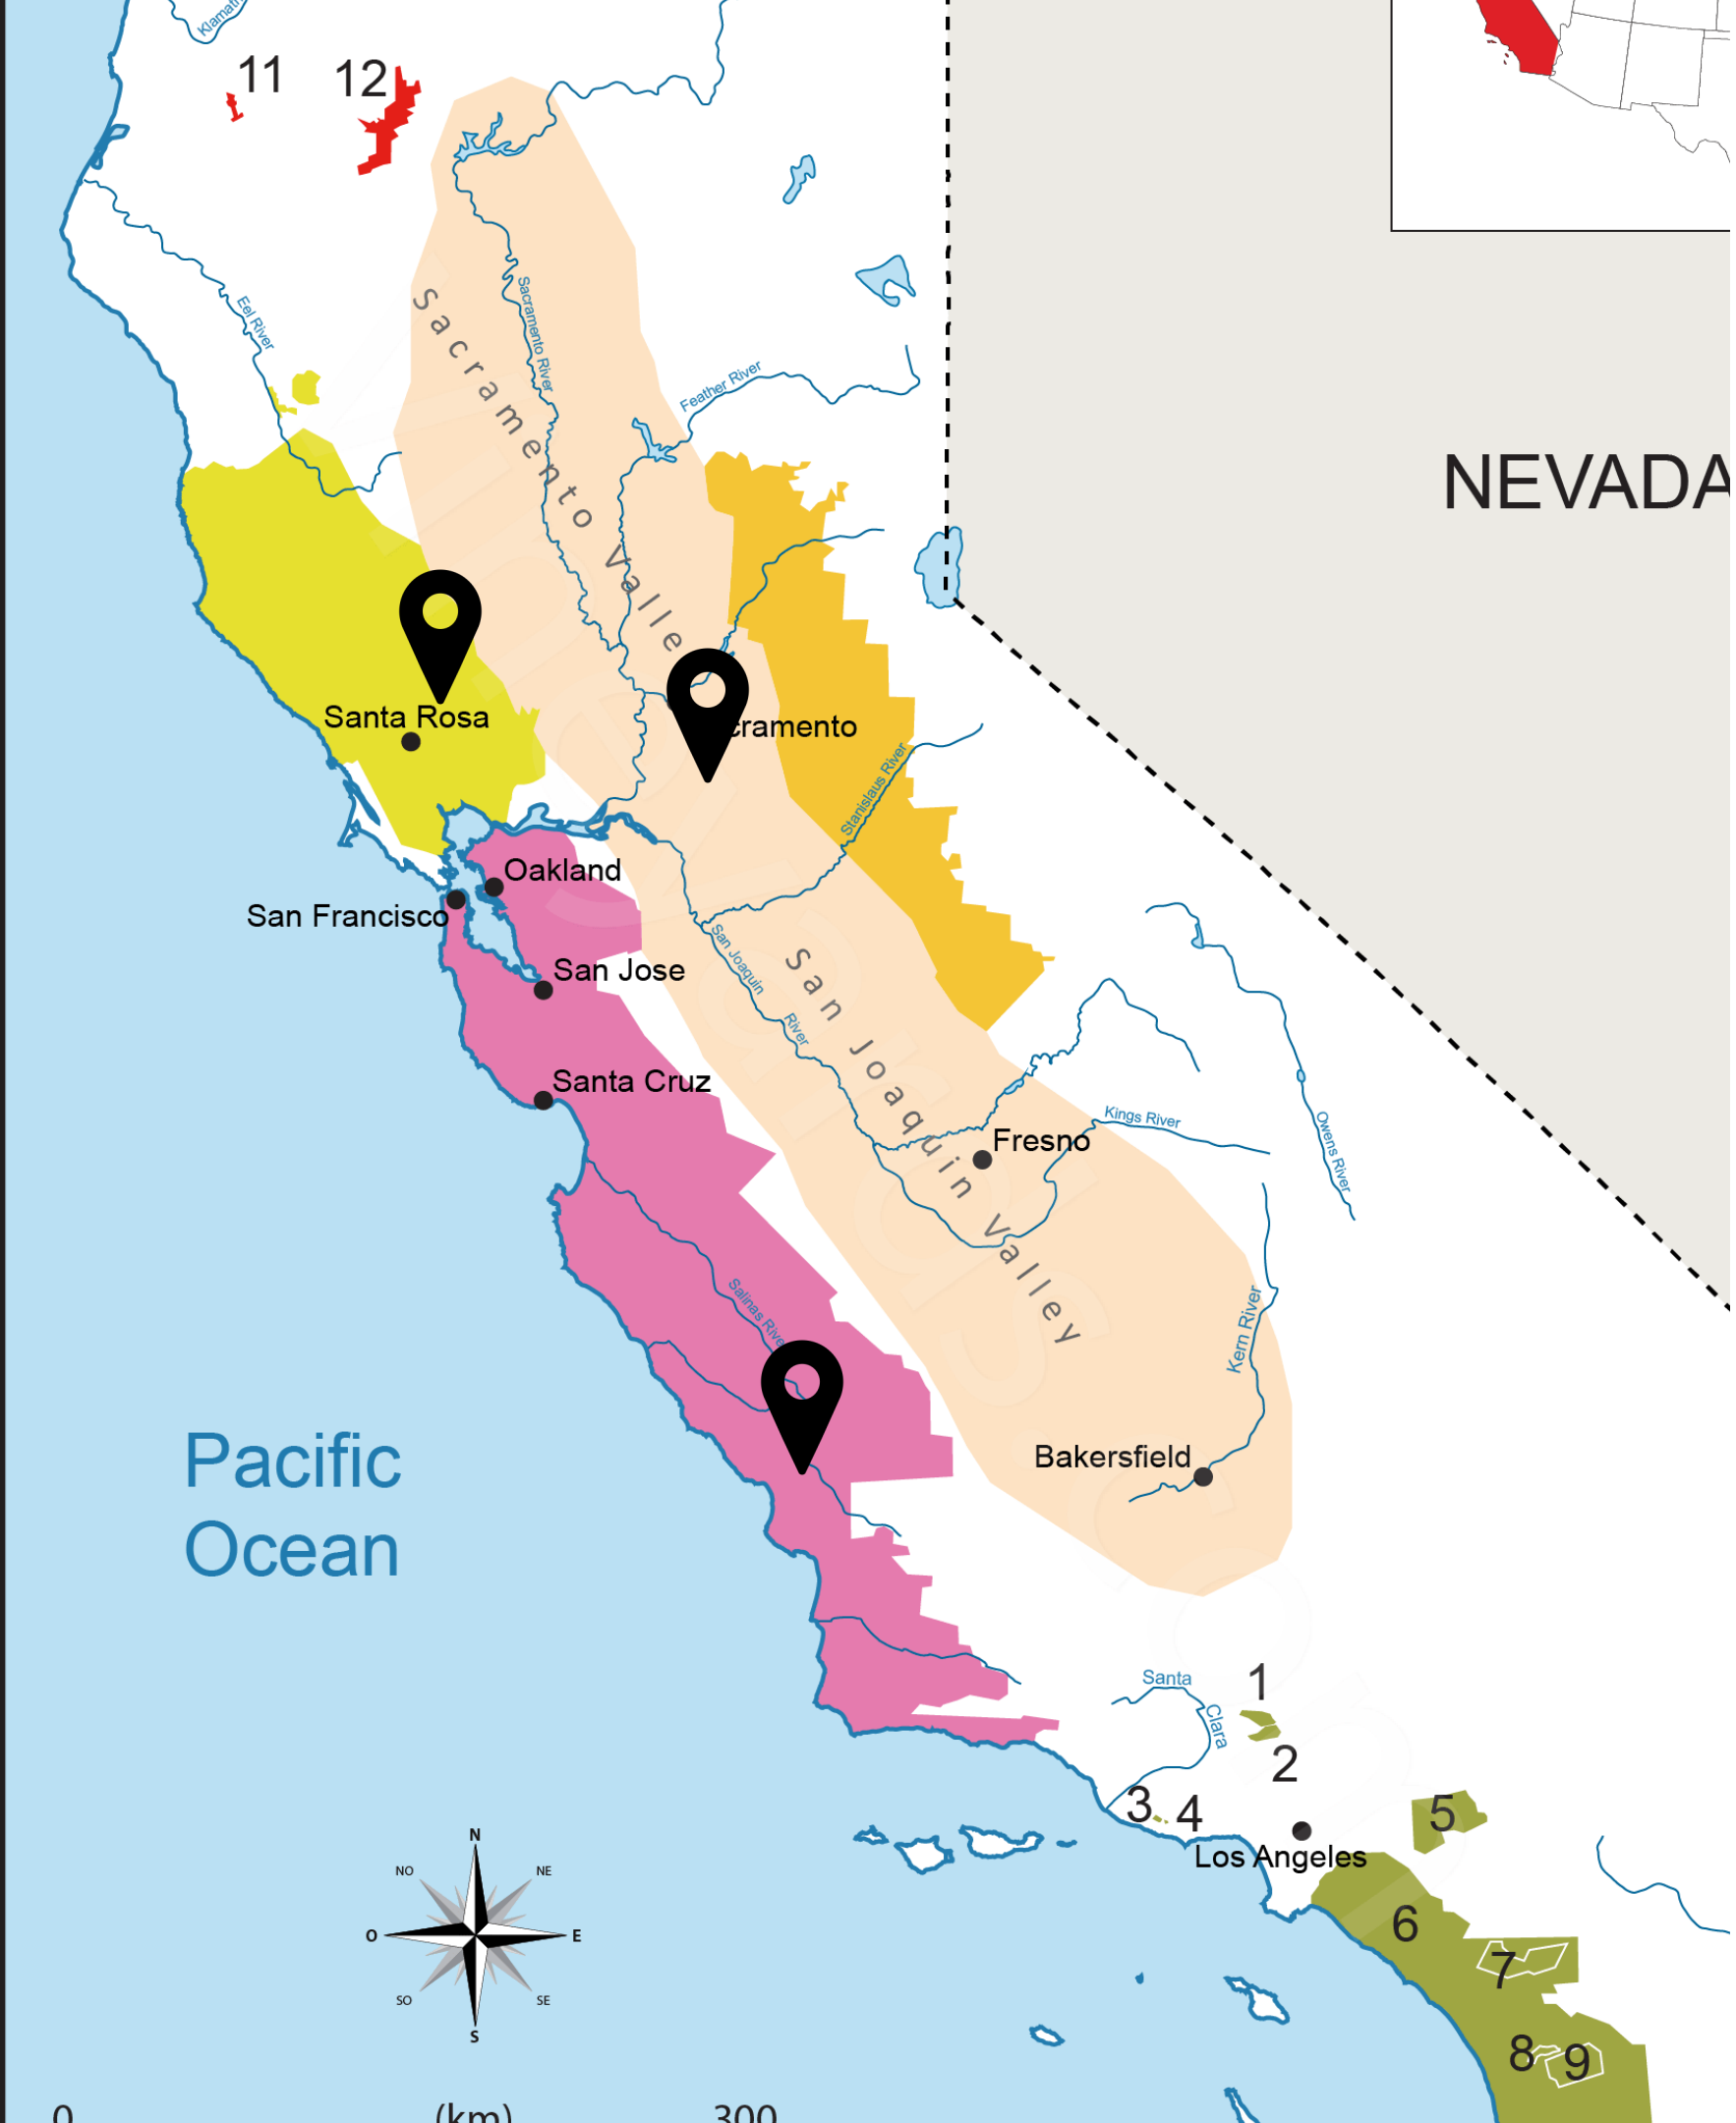 Klamath
11
12
Sacramento River
Sacramento Valle
Eel River
Feather River
NEVADA
Santa Rosa
cramento
Stanislaus River
Oakland
San Francisco
San Jose
San Joaquin
River
San Joaquin Valley
Santa Cruz
Fresno
Kings River
Owens River
Salinas Rive
Kern River
Bakersfield
Pacific
Ocean
Santa
Clara
1
2
3
4
5
Los Angeles
6
7
8
9
N
NO
NE
O
E
SO
SE
S
0
(km)
300